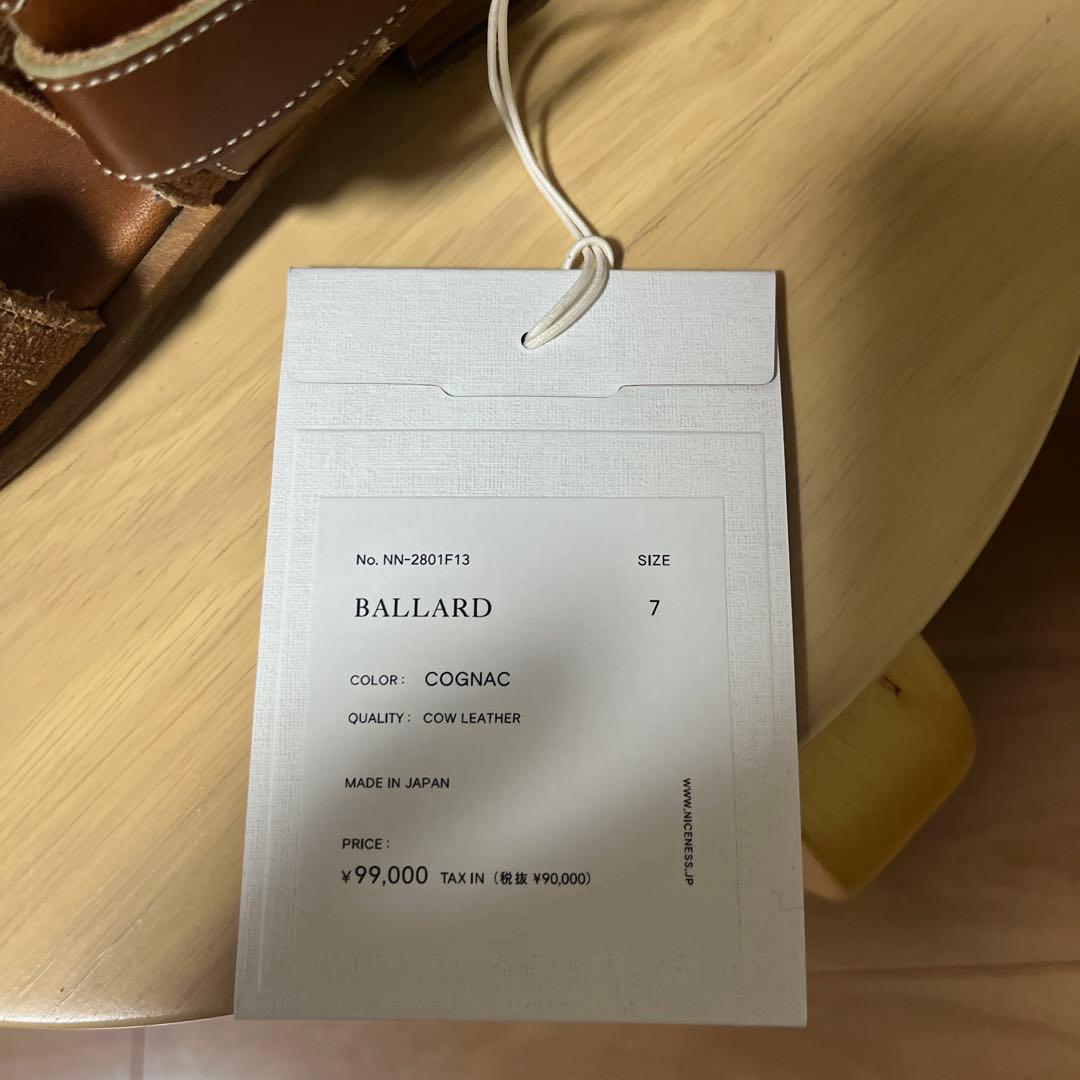 No. NN-2801F13
SIZE
BALLARD
7
COLOR: COGNAC
QUALITY: COW LEATHER
MADE IN JAPAN
PRICE:
¥99,000 TAX IN (税抜 ¥90,000)
WWW.NICENESS.JP